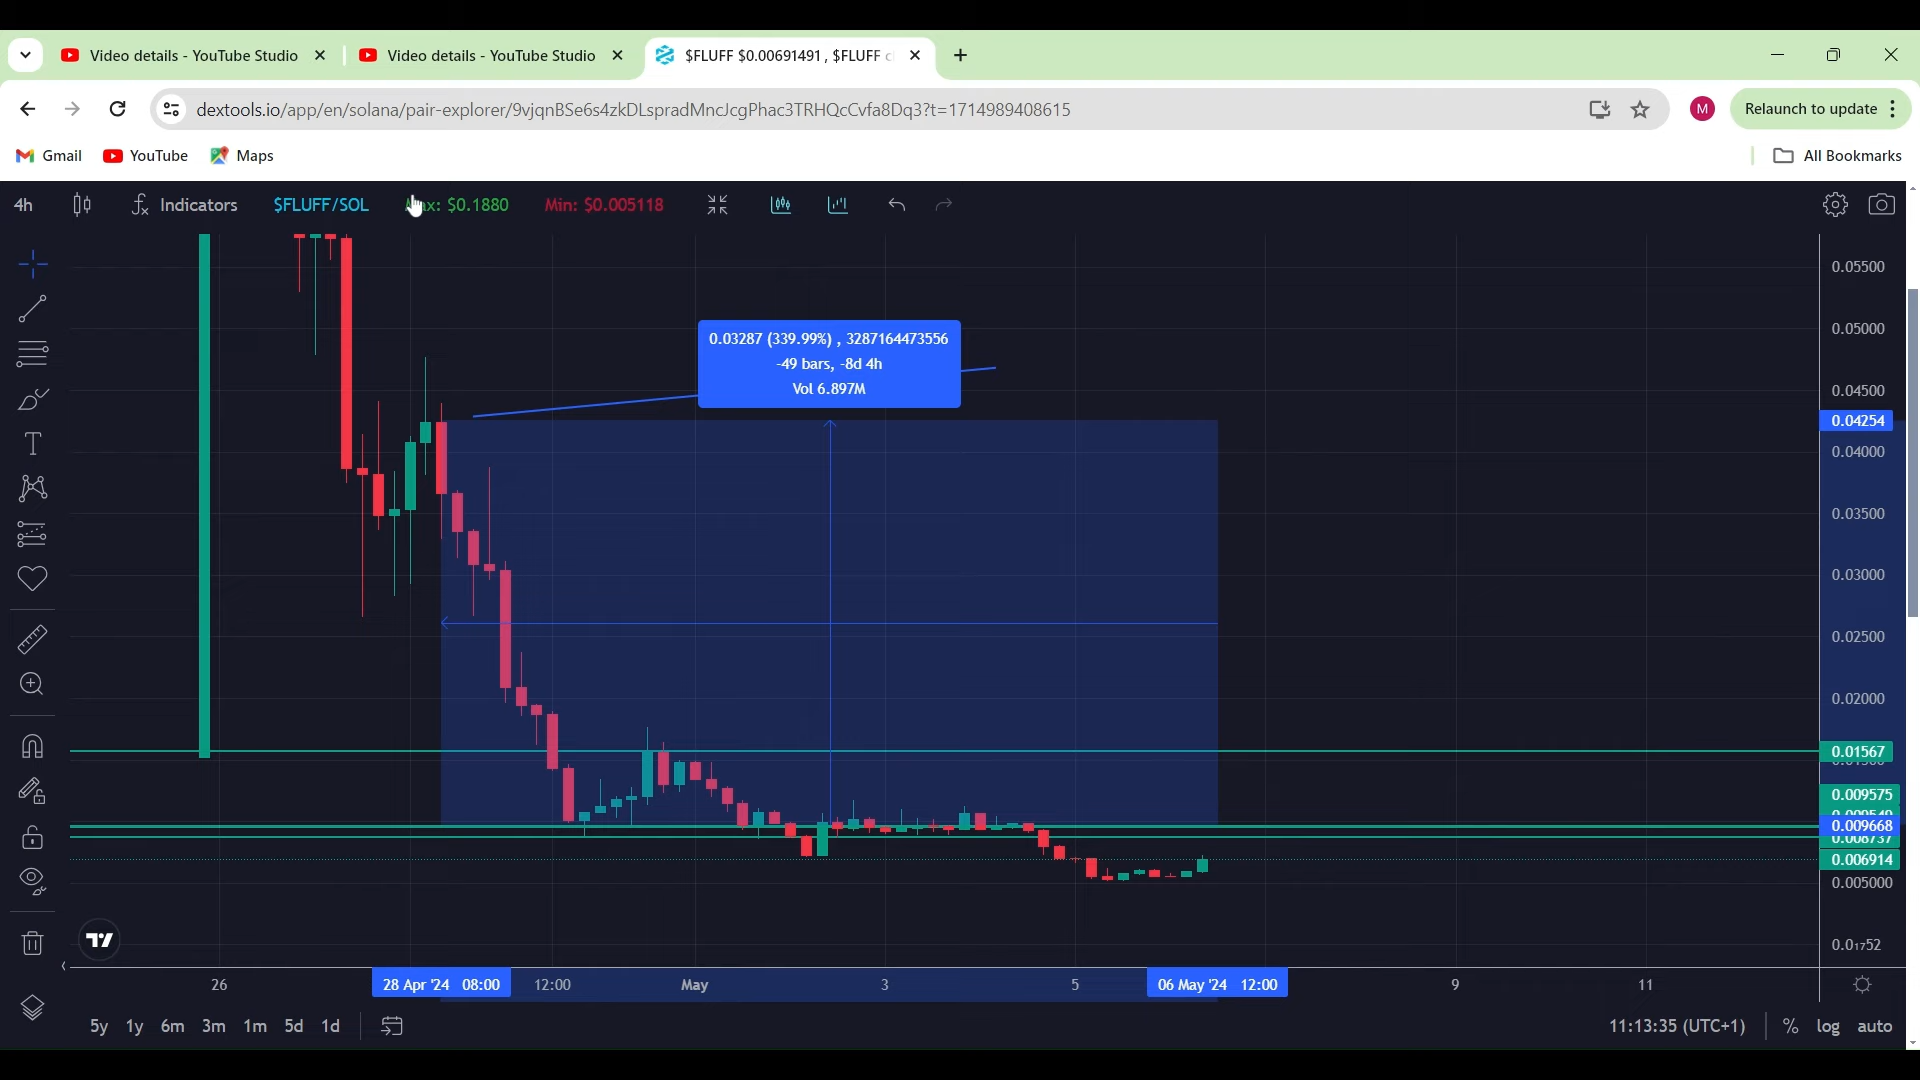 Video details - YouTube Studio
Video details - YouTube Studio
$FLUFF $0.00691491 , $FLUFF
dextools.io/app/en/solana/pair-explorer/9vjqnBSe6s4zkDLspradMncJcgPhac3TRHQcCvfa8Dq3?t=1714989408615
M
Relaunch to update
Gmail
YouTube
Maps
All Bookmarks
4h
Indicators
$FLUFF/SOL
$0.1880
Min: $0.005118
0.03287 (339.99%) , 3287164473556
-49 bars, -8d 4h
Vol 6.897M
0.05500
0.05000
0.04500
0.04254
0.04000
0.03500
0.03000
0.02500
0.02000
0.01567
0.009575
0.009668
0.006914
0.005000
0.0₁₇52
26
28 Apr '24 08:00
12:00
May
3
5
06 May '24 12:00
9
11
5y 1y 6m 3m 1m 5d 1d
11:13:35 (UTC+1)
% log auto